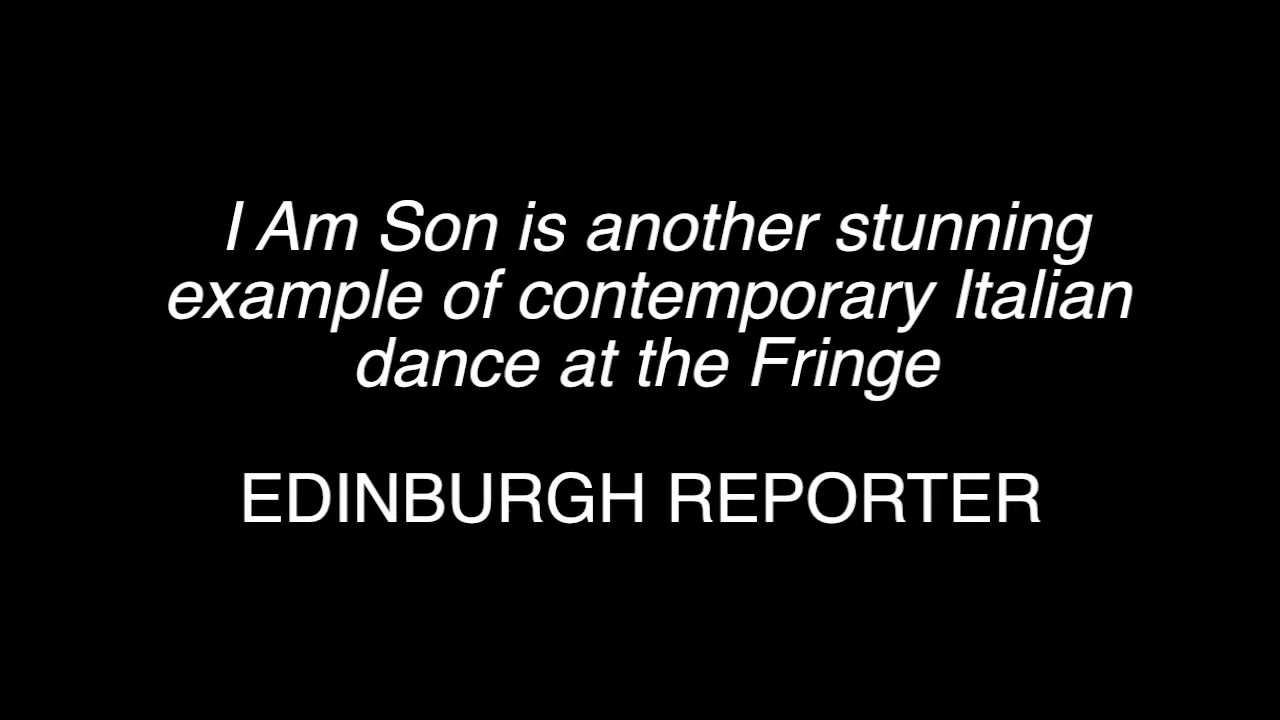 I Am Son is another stunning
example of contemporary Italian
dance at the Fringe
EDINBURGH REPORTER